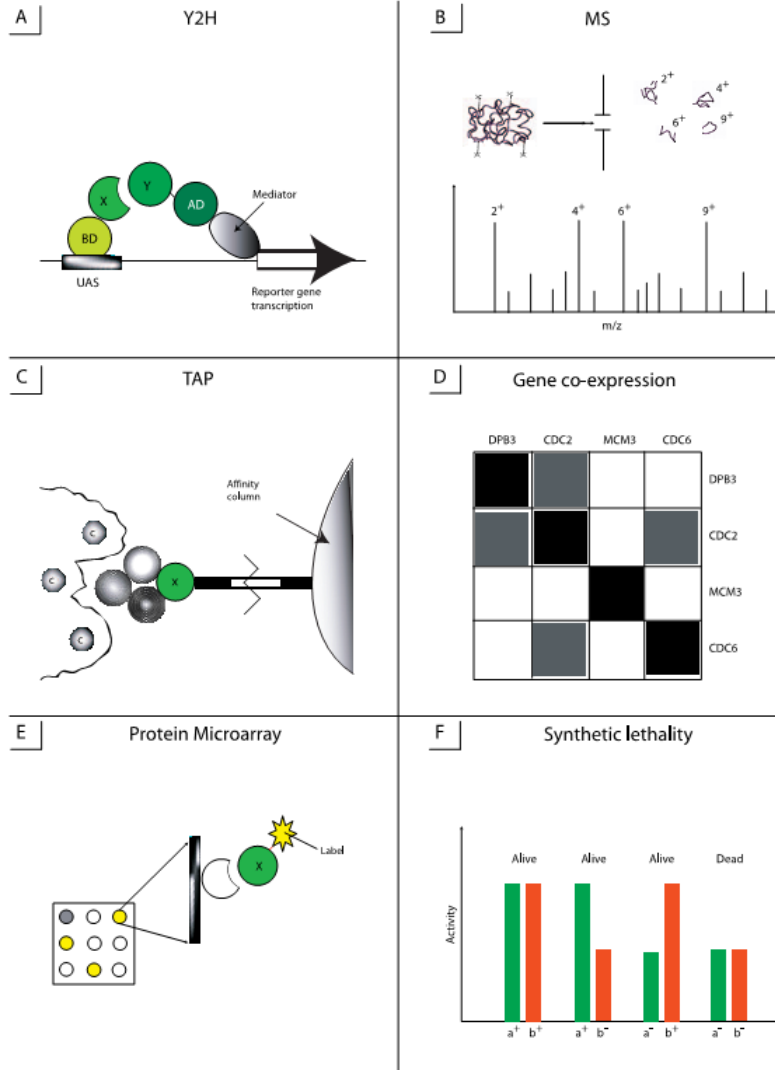 A
Y2H
X
Y
AD
BD
Mediator
UAS
Reporter gene
transcription
B
MS
2+
4+
6+
9+
2+ 4+ 6+ 9+
m/z
C
TAP
Affinity
column
C
C
C
X
D
Gene co-expression
DPB3 CDC2 MCM3 CDC6
DPB3
CDC2
MCM3
CDC6
E
Protein Microarray
X
Label
F
Synthetic lethality
Alive Alive Alive Dead
Activity
a+ b+ a+ b- a- b+ a- b-